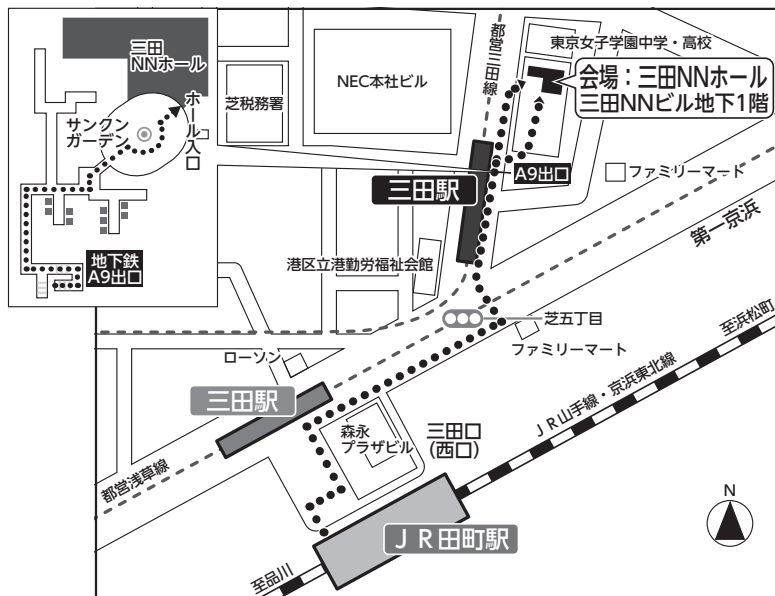 三田
NNホール
サンクン
ガーデン
ホール入口
地下鉄
A9出口
芝税務署
NEC本社ビル
都営三田線
東京女子学園中学・高校
会場：三田NNホール
三田NNビル地下1階
三田駅
A9出口
ファミリーマート
第一京浜
港区立港勤労福祉会館
芝五丁目
ファミリーマート
至浜松町
ローソン
三田駅
JR山手線・京浜東北線
森永
プラザビル
三田口
(西口)
都営浅草線
N
JR田町駅
至品川